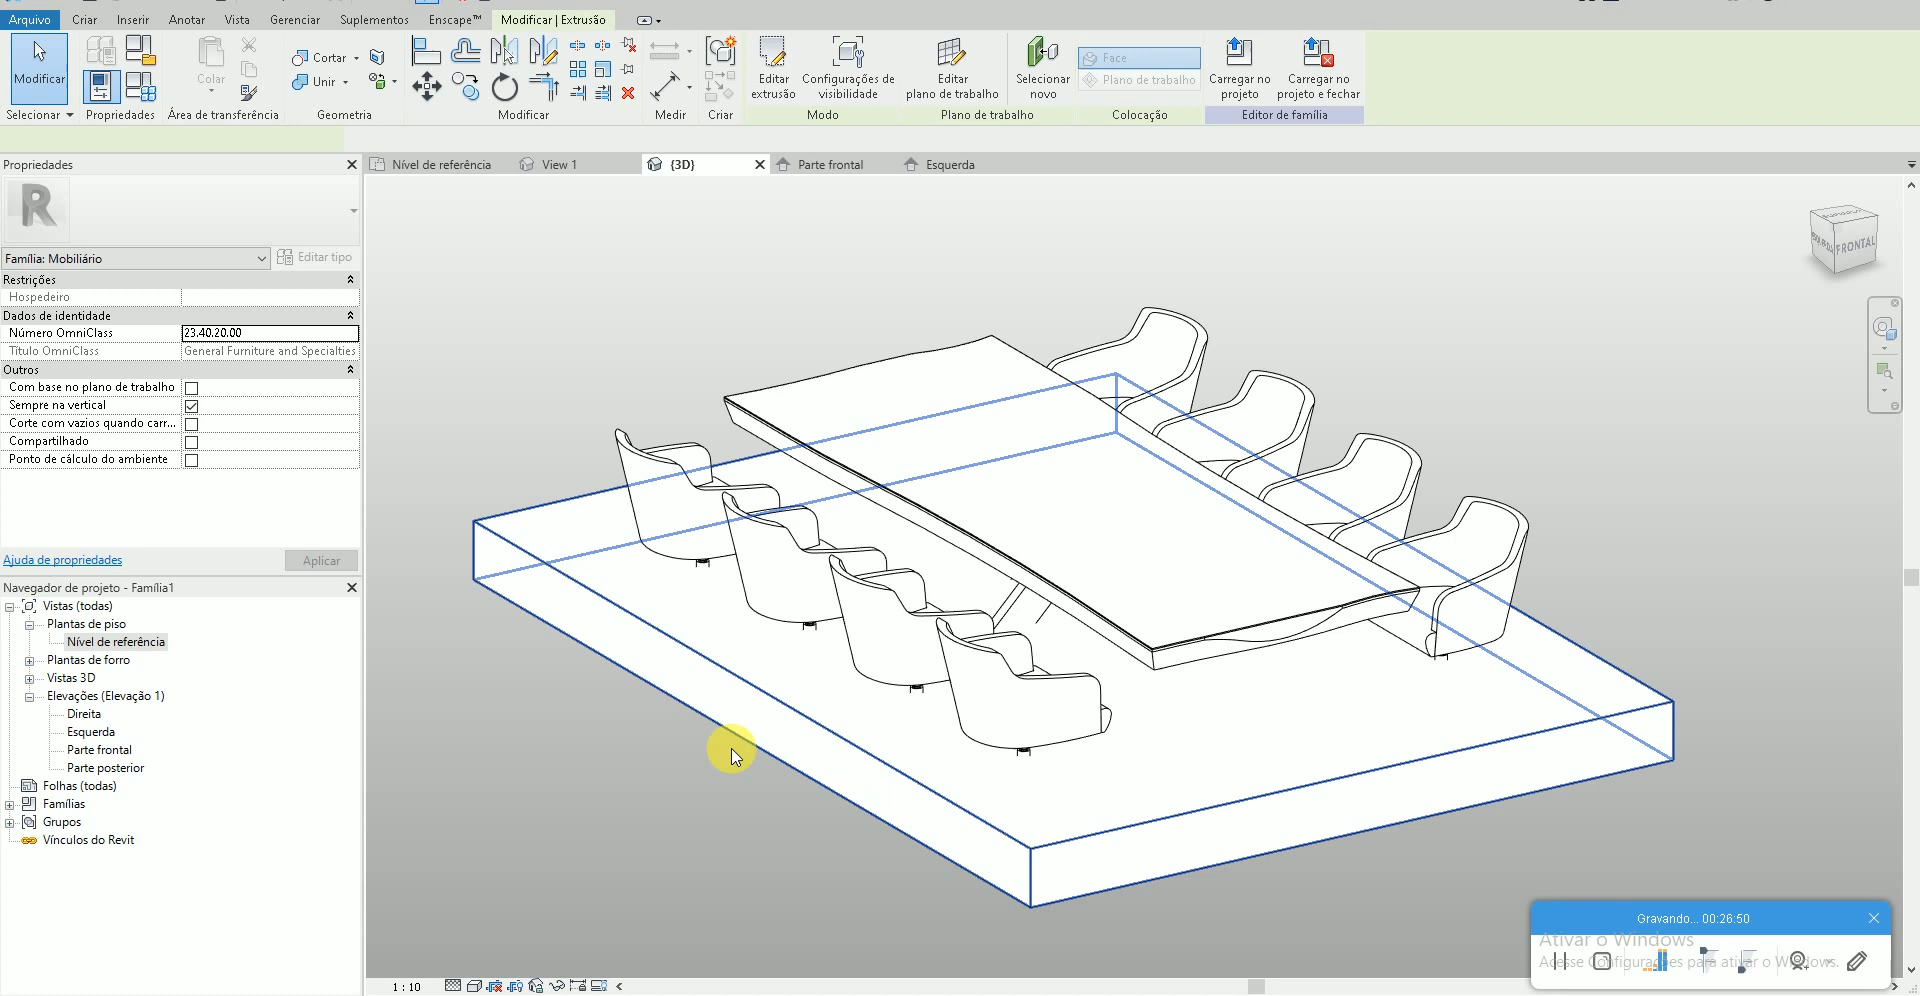 Arquivo Criar Inserir Anotar Vista Gerenciar Suplementos Enscape™ Modificar | Extrusão
Modificar Colar Cortar Unir Editar extrusão Configurações de visibilidade Editar plano de trabalho Selecionar novo Face Plano de trabalho Carregar no projeto Carregar no projeto e fechar
Selecionar Propriedades Área de transferência Geometria Modificar Medir Criar Modo Plano de trabalho Colocação Editor de família
Propriedades
Nível de referência View 1 {3D} Parte frontal Esquerda
R
Família: Mobiliário Editar tipo
Restrições
Hospedeiro
Dados de identidade
Número OmniClass 23.40.20.00
Título OmniClass General Furniture and Specialties
Outros
Com base no plano de trabalho
Sempre na vertical
Corte com vazios quando carr...
Compartilhado
Ponto de cálculo do ambiente
Ajuda de propriedades Aplicar
Navegador de projeto - Família1
Vistas (todas)
Plantas de piso
Nível de referência
Plantas de forro
Vistas 3D
Elevações (Elevação 1)
Direita
Esquerda
Parte frontal
Parte posterior
Folhas (todas)
Famílias
Grupos
Vínculos do Revit
FRONTAL
1 : 10
Gravando... 00:26:50
Ativar o Windows
Acesse Configurações para ativar o Windows.